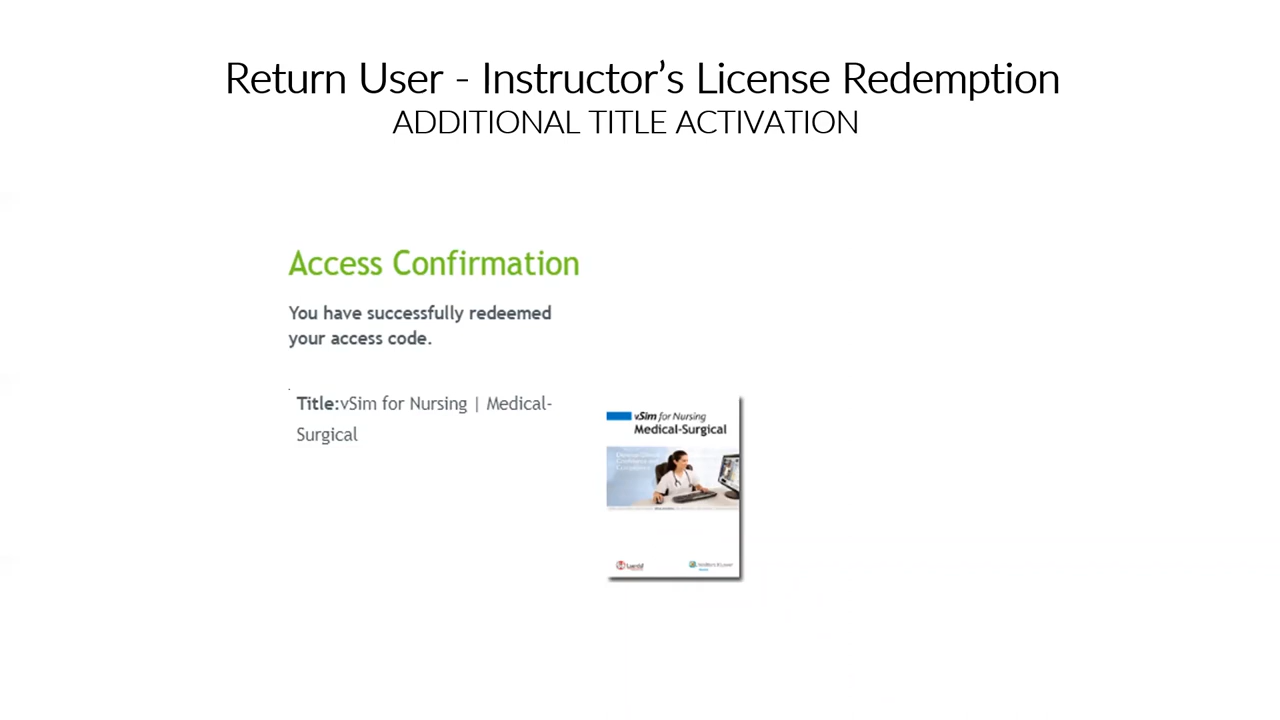 Return User - Instructor’s License Redemption
ADDITIONAL TITLE ACTIVATION
Access Confirmation
You have successfully redeemed
your access code.
Title:vSim for Nursing | Medical-
Surgical
vSim for Nursing
Medical-Surgical